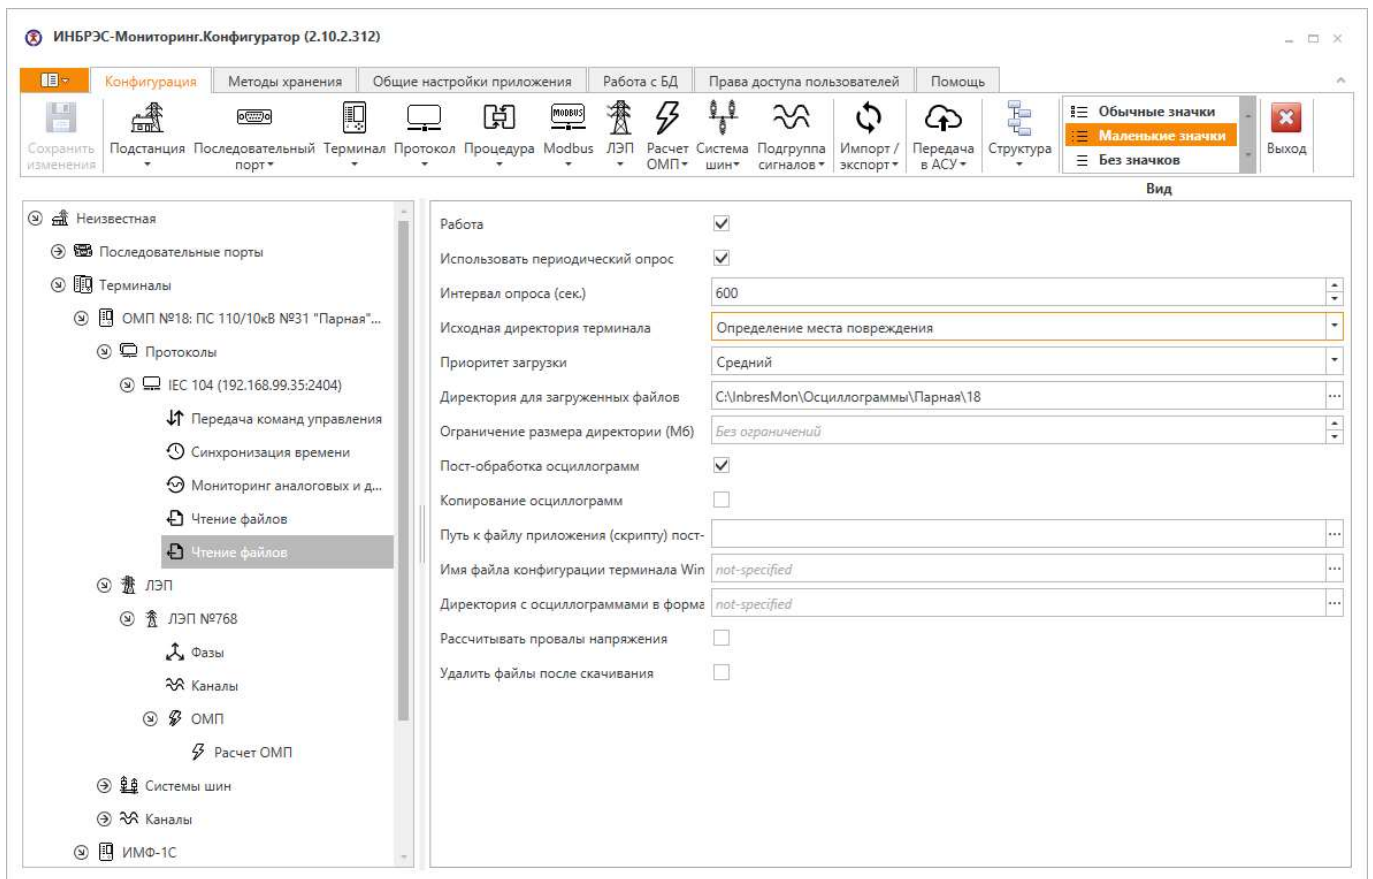 ИНБРЭС-Мониторинг.Конфигуратор (2.10.2.312)
Конфигурация
Методы хранения
Общие настройки приложения
Работа с БД
Права доступа пользователей
Помощь
Сохранить
изменения
Подстанция
Последовательный
порт
Терминал
Протокол
Процедура
MODBUS
Modbus
ЛЭП
Расчет
ОМП
Система
шин
Подгруппа
сигналов
Импорт /
экспорт
Передача
в АСУ
Структура
Обычные значки
Маленькие значки
Без значков
Выход
Вид
Неизвестная
Последовательные порты
Терминалы
ОМП №18: ПС 110/10кВ №31 "Парная"...
Протоколы
IEC 104 (192.168.99.35:2404)
Передача команд управления
Синхронизация времени
Мониторинг аналоговых и д...
Чтение файлов
Чтение файлов
ЛЭП
ЛЭП №768
Фазы
Каналы
ОМП
Расчет ОМП
Системы шин
Каналы
ИМФ-1С
Работа
Использовать периодический опрос
Интервал опроса (сек.) 600
Исходная директория терминала Определение места повреждения
Приоритет загрузки Средний
Директория для загруженных файлов C:\InbresMon\Осциллограммы\Парная\18
Ограничение размера директории (Мб) Без ограничений
Пост-обработка осциллограмм
Копирование осциллограмм
Путь к файлу приложения (скрипту) пост-
Имя файла конфигурации терминала Win not-specified
Директория с осциллограммами в форма not-specified
Рассчитывать провалы напряжения
Удалить файлы после скачивания